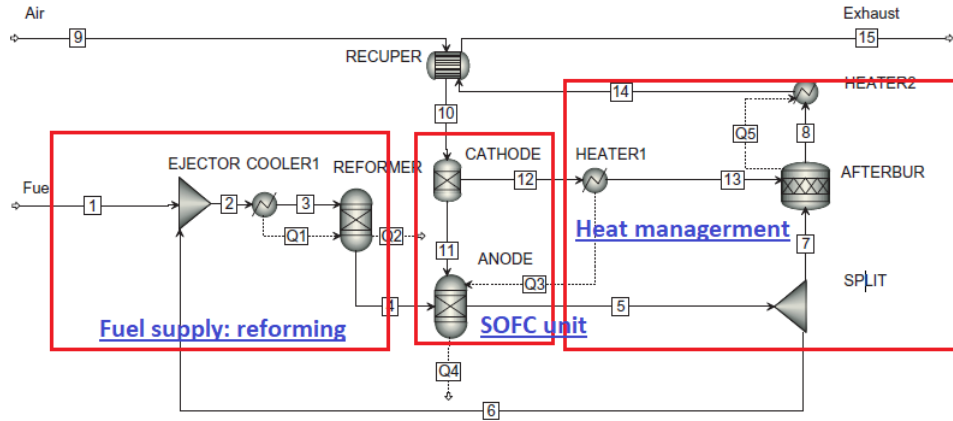 Air
Exhaust
9
15
RECUPER
14
HEATER2
10
Q5
8
EJECTOR COOLER1
REFORMER
CATHODE
HEATER1
AFTERBUR
Fuel
1
2
3
12
13
Q1
Q2
Heat managerment
11
7
ANODE
Q3
SPLIT
4
5
Fuel supply: reforming
SOFC unit
Q4
6